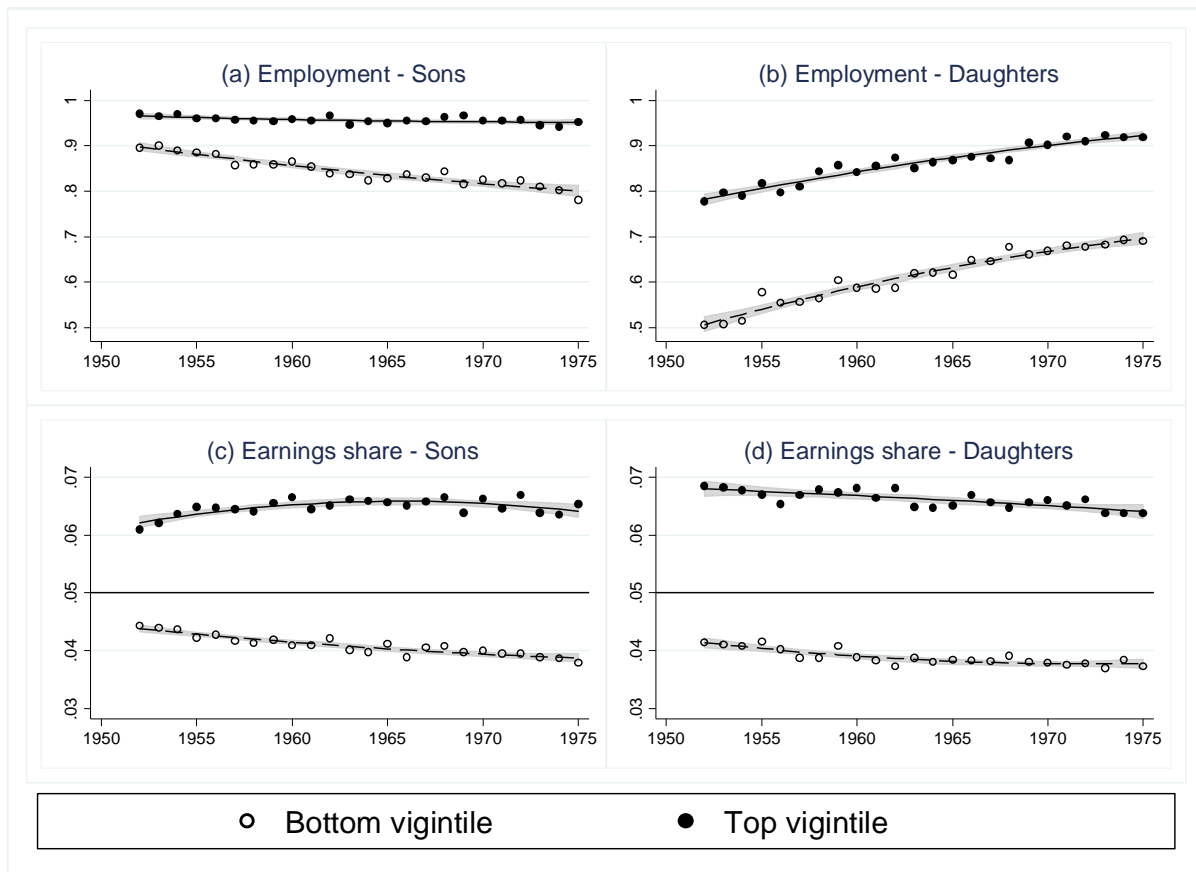 (a) Employment - Sons
1
.9
.8
.7
.6
.5
1950 1955 1960 1965 1970 1975
(b) Employment - Daughters
1
.9
.8
.7
.6
.5
1950 1955 1960 1965 1970 1975
(c) Earnings share - Sons
.07
.06
.05
.04
.03
1950 1955 1960 1965 1970 1975
(d) Earnings share - Daughters
.07
.06
.05
.04
.03
1950 1955 1960 1965 1970 1975
Bottom vigintile Top vigintile